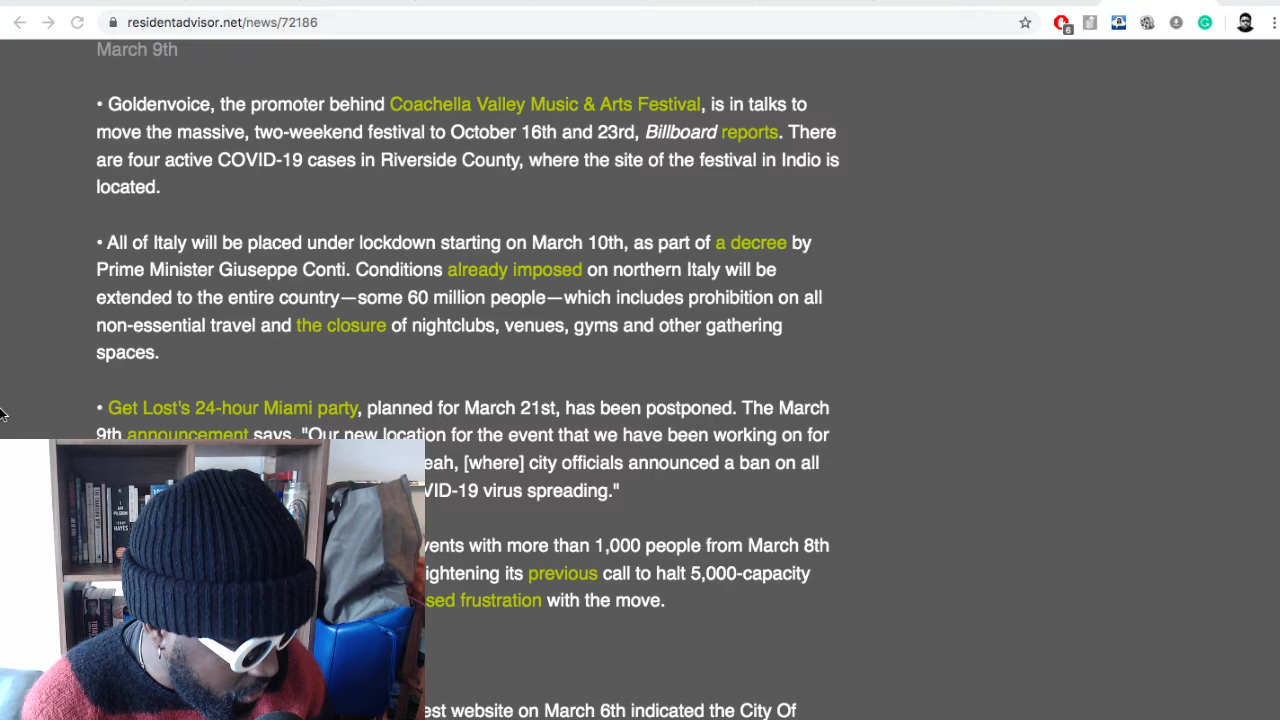 residentadvisor.net/news/72186
6
March 9th
• Goldenvoice, the promoter behind Coachella Valley Music & Arts Festival, is in talks to
move the massive, two-weekend festival to October 16th and 23rd, Billboard reports. There
are four active COVID-19 cases in Riverside County, where the site of the festival in Indio is
located.
• All of Italy will be placed under lockdown starting on March 10th, as part of a decree by
Prime Minister Giuseppe Conti. Conditions already imposed on northern Italy will be
extended to the entire country—some 60 million people—which includes prohibition on all
non-essential travel and the closure of nightclubs, venues, gyms and other gathering
spaces.
• Get Lost's 24-hour Miami party, planned for March 21st, has been postponed. The March
9th announcement says, "Our new location for the event that we have been working on for
eah, [where] city officials announced a ban on all
VID-19 virus spreading."
vents with more than 1,000 people from March 8th
ightening its previous call to halt 5,000-capacity
sed frustration with the move.
est website on March 6th indicated the City Of
I AM
PILGRIM
TERRY
HAYES